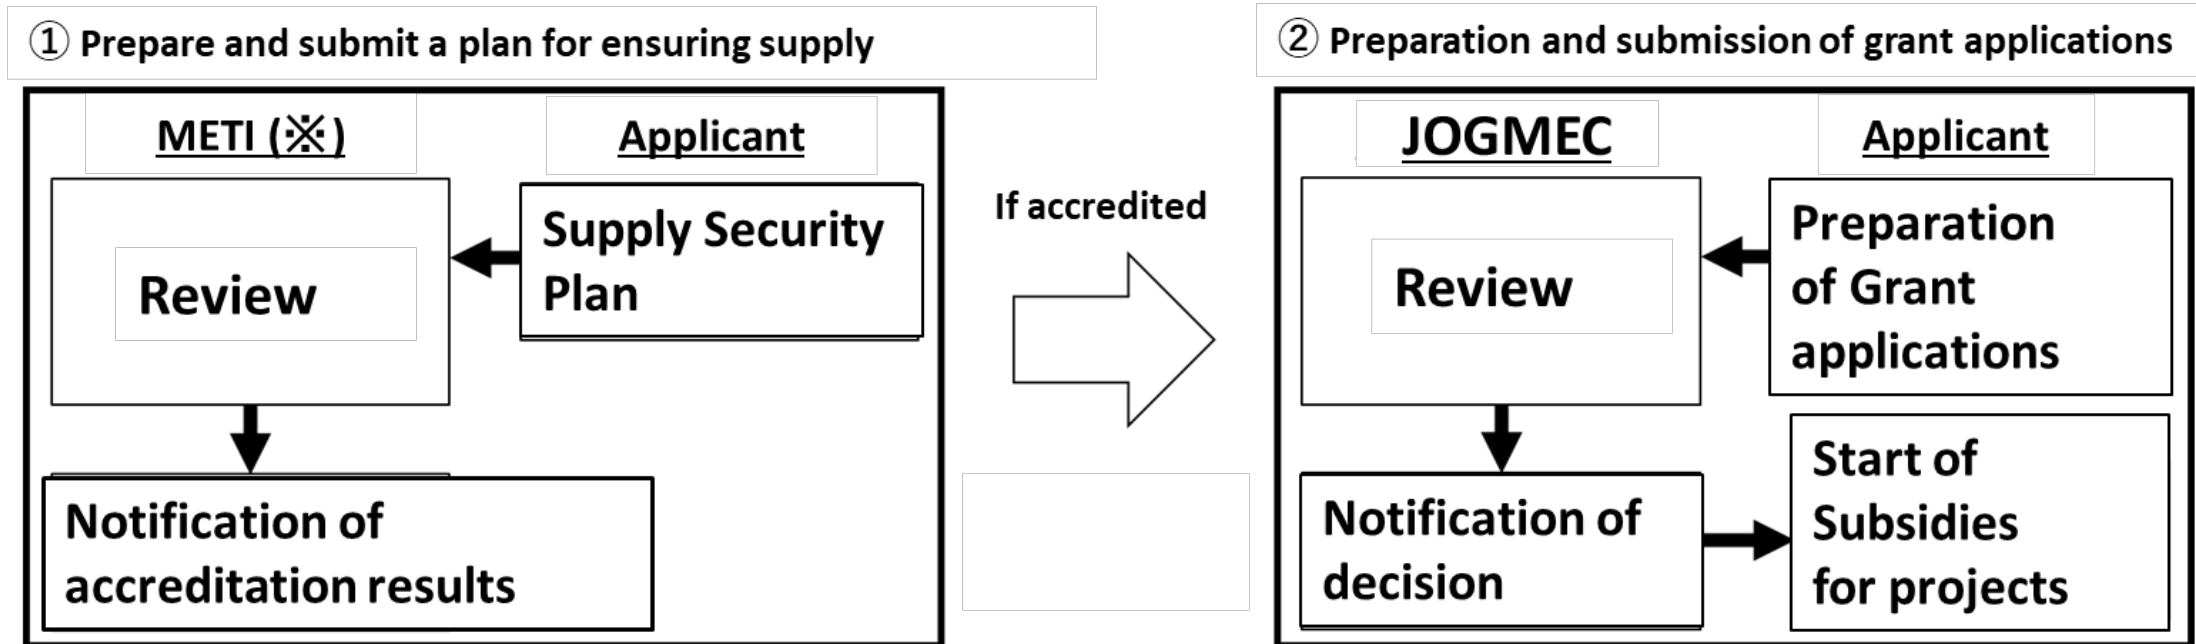 ① Prepare and submit a plan for ensuring supply
METI (※)
Applicant
Supply Security
Plan
Review
Notification of
accreditation results
If accredited
② Preparation and submission of grant applications
JOGMEC
Applicant
Preparation
of Grant
applications
Review
Notification of
decision
Start of
Subsidies
for projects